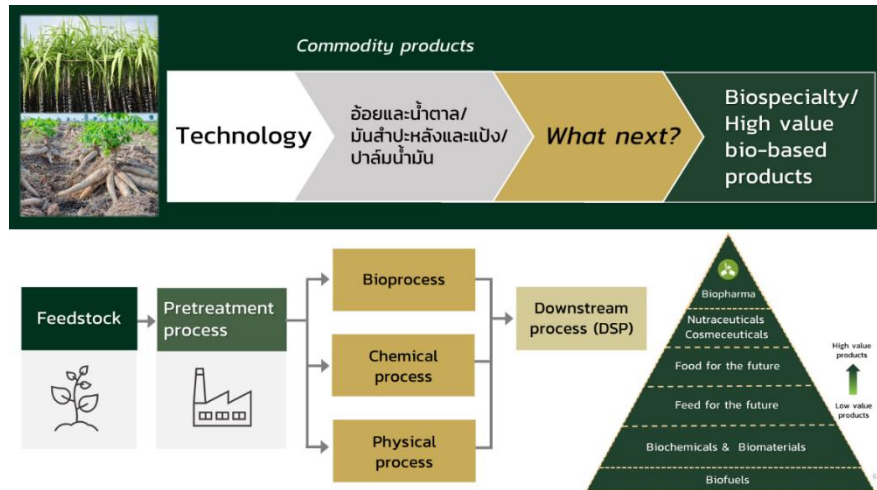 Commodity products
Technology
อ้อยและน้ำตาล/
มันสำปะหลังและแป้ง/
ปาล์มน้ำมัน
What next?
Biospecialty/
High value
bio-based
products
Feedstock
Pretreatment
process
Bioprocess
Chemical
process
Physical
process
Downstream
process (DSP)
Biopharma
Nutraceuticals
Cosmeceuticals
Food for the future
Feed for the future
Biochemicals & Biomaterials
Biofuels
High value
products
Low value
products
6